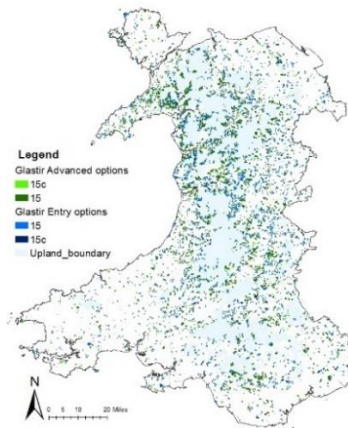 Legend
Glastir Advanced options
15c
15
Glastir Entry options
15
15c
Upland_boundary
N
0 5 10 20 Miles